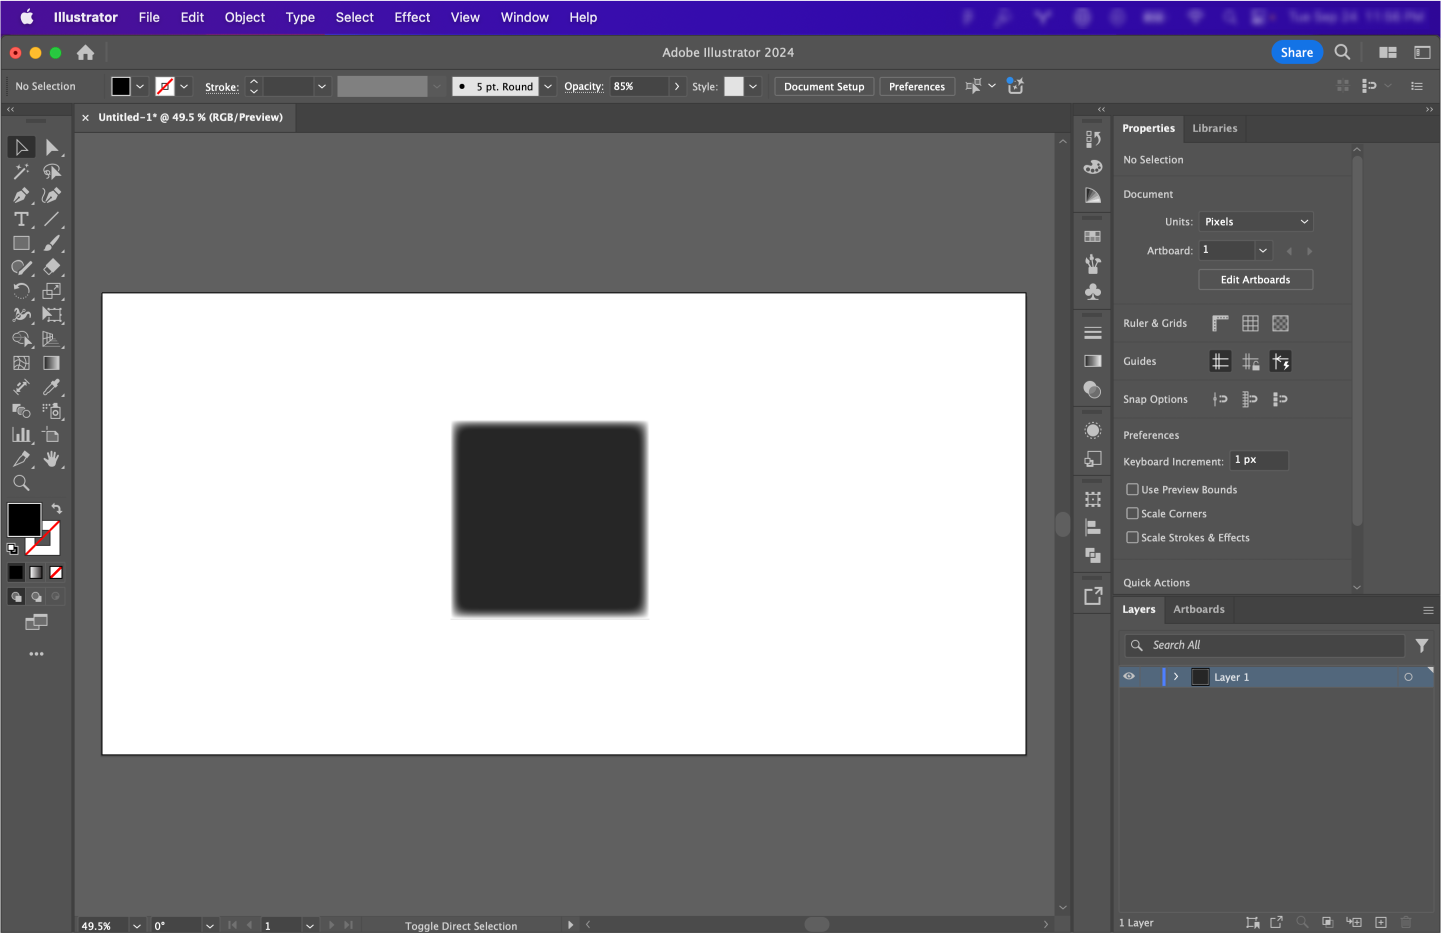 Illustrator File Edit Object Type Select Effect View Window Help
Adobe Illustrator 2024
Share
No Selection
Stroke:
5 pt. Round
Opacity: 85%
Style:
Document Setup
Preferences
Untitled-1* @ 49.5 % (RGB/Preview)
Properties
Libraries
No Selection
Document
Units: Pixels
Artboard: 1
Edit Artboards
Ruler & Grids
Guides
Snap Options
Preferences
Keyboard Increment: 1 px
Use Preview Bounds
Scale Corners
Scale Strokes & Effects
Quick Actions
Layers
Artboards
Search All
Layer 1
1 Layer
49.5%
0°
1
Toggle Direct Selection